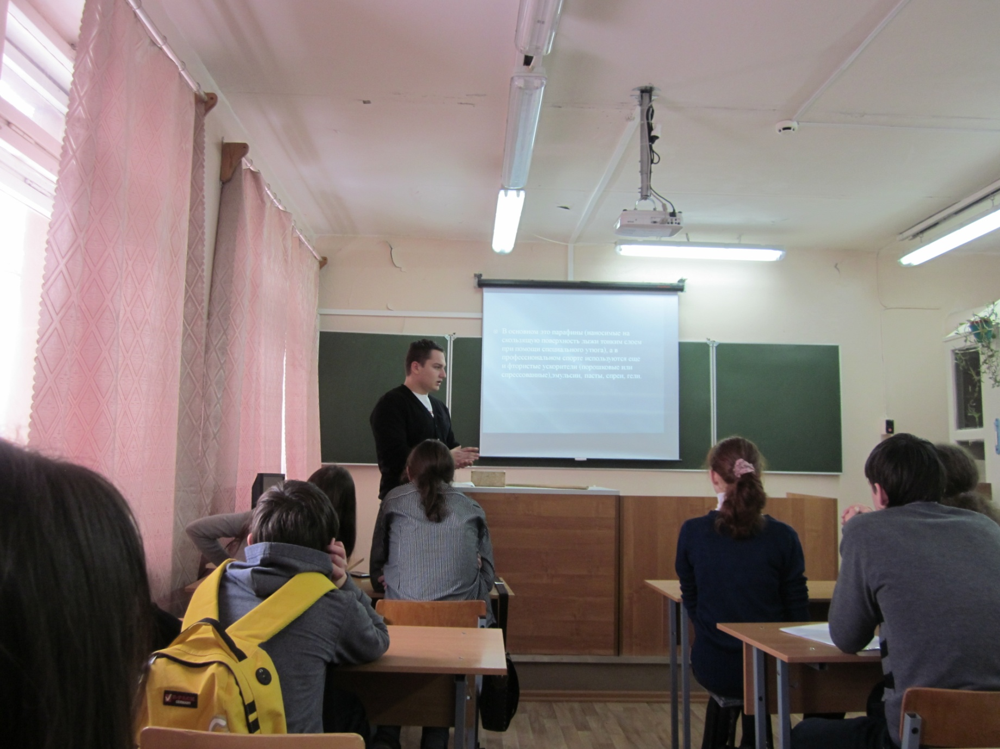 В основном это парафины (наносимые на
скользящую поверхность лыжи тонким слоем
при помощи специального утюга), а в
профессиональном спорте используются еще
и фтористые ускорители (порошковые или
спрессованные),эмульсии, пасты, спреи, гели.
GERMANY